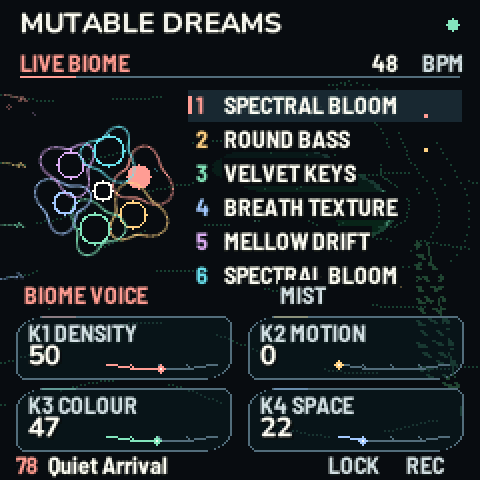 MUTABLE DREAMS
LIVE BIOME 48 BPM
1 SPECTRAL BLOOM
2 ROUND BASS
3 VELVET KEYS
4 BREATH TEXTURE
5 MELLOW DRIFT
6 SPECTRAL BLOOM
BIOME VOICE MIST
K1 DENSITY K2 MOTION
50 0
K3 COLOUR K4 SPACE
47 22
78 Quiet Arrival LOCK REC